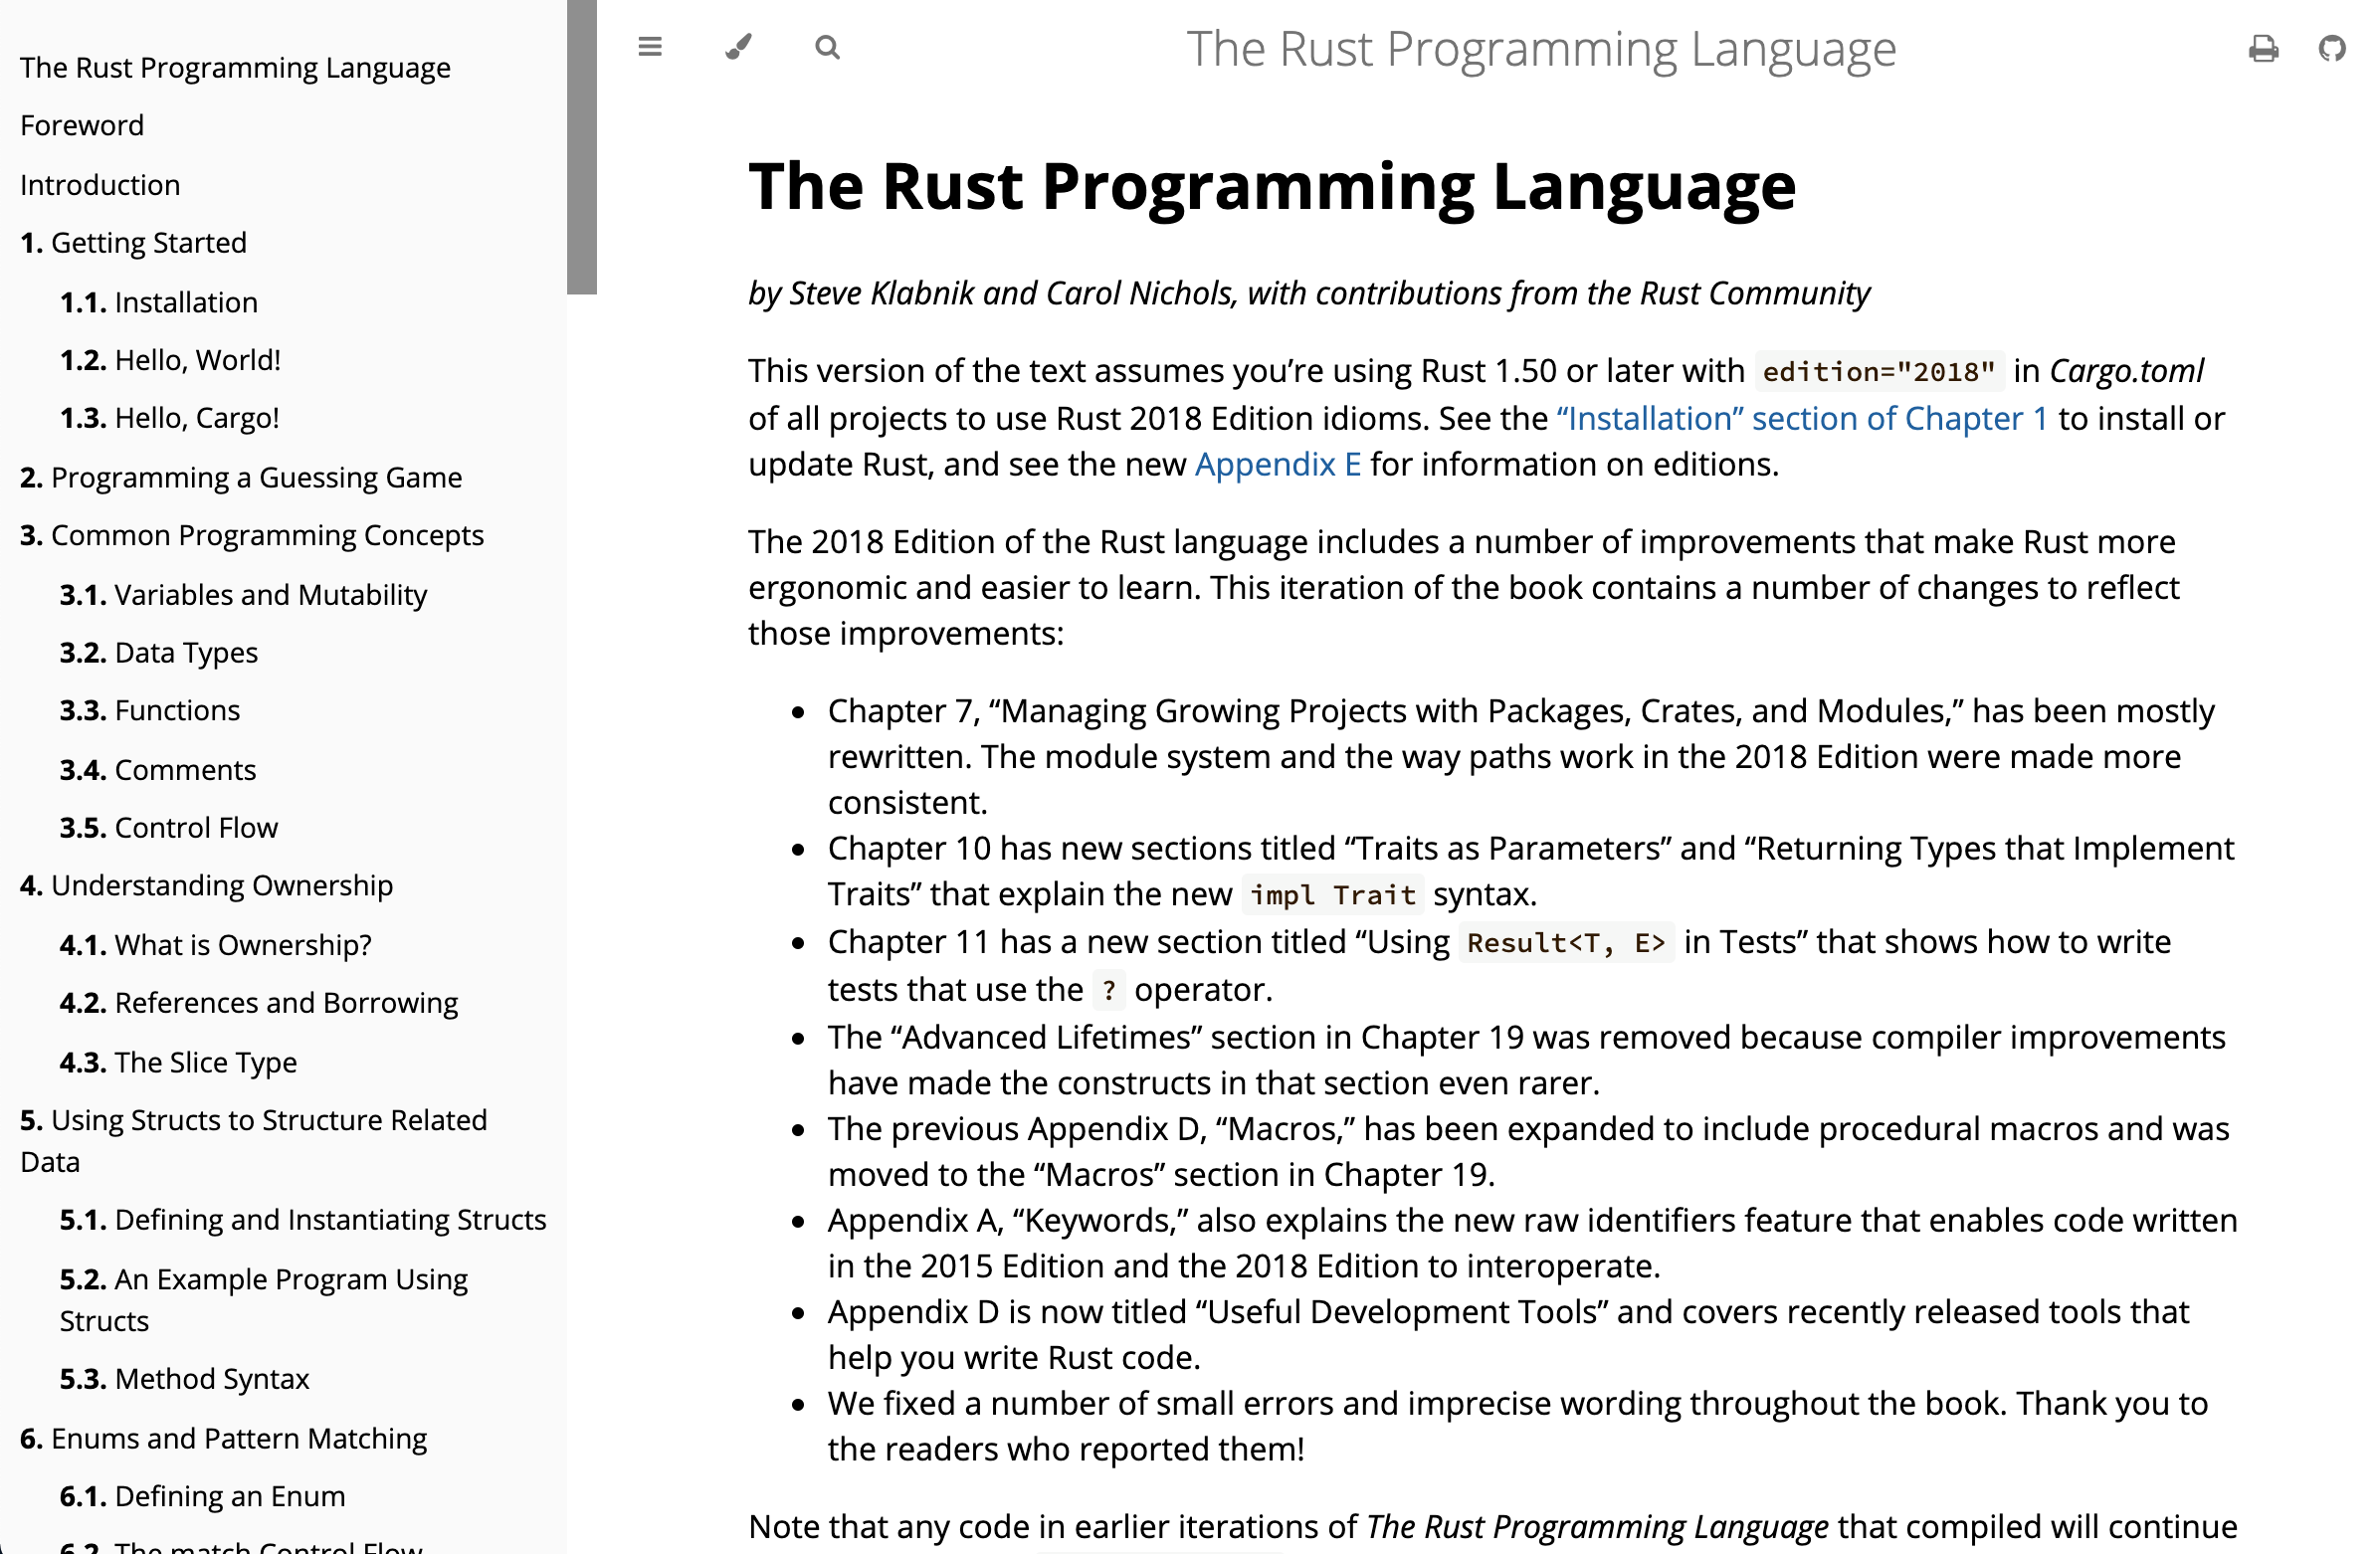 The Rust Programming Language
Foreword
Introduction
1. Getting Started
1.1. Installation
1.2. Hello, World!
1.3. Hello, Cargo!
2. Programming a Guessing Game
3. Common Programming Concepts
3.1. Variables and Mutability
3.2. Data Types
3.3. Functions
3.4. Comments
3.5. Control Flow
4. Understanding Ownership
4.1. What is Ownership?
4.2. References and Borrowing
4.3. The Slice Type
5. Using Structs to Structure Related
Data
5.1. Defining and Instantiating Structs
5.2. An Example Program Using
Structs
5.3. Method Syntax
6. Enums and Pattern Matching
6.1. Defining an Enum
6.2. The match Control Flow
The Rust Programming Language
The Rust Programming Language
by Steve Klabnik and Carol Nichols, with contributions from the Rust Community
This version of the text assumes you’re using Rust 1.50 or later with edition="2018" in Cargo.toml
of all projects to use Rust 2018 Edition idioms. See the “Installation” section of Chapter 1 to install or
update Rust, and see the new Appendix E for information on editions.
The 2018 Edition of the Rust language includes a number of improvements that make Rust more
ergonomic and easier to learn. This iteration of the book contains a number of changes to reflect
those improvements:
• Chapter 7, “Managing Growing Projects with Packages, Crates, and Modules,” has been mostly
rewritten. The module system and the way paths work in the 2018 Edition were made more
consistent.
• Chapter 10 has new sections titled “Traits as Parameters” and “Returning Types that Implement
Traits” that explain the new impl Trait syntax.
• Chapter 11 has a new section titled “Using Result<T, E> in Tests” that shows how to write
tests that use the ? operator.
• The “Advanced Lifetimes” section in Chapter 19 was removed because compiler improvements
have made the constructs in that section even rarer.
• The previous Appendix D, “Macros,” has been expanded to include procedural macros and was
moved to the “Macros” section in Chapter 19.
• Appendix A, “Keywords,” also explains the new raw identifiers feature that enables code written
in the 2015 Edition and the 2018 Edition to interoperate.
• Appendix D is now titled “Useful Development Tools” and covers recently released tools that
help you write Rust code.
• We fixed a number of small errors and imprecise wording throughout the book. Thank you to
the readers who reported them!
Note that any code in earlier iterations of The Rust Programming Language that compiled will continue